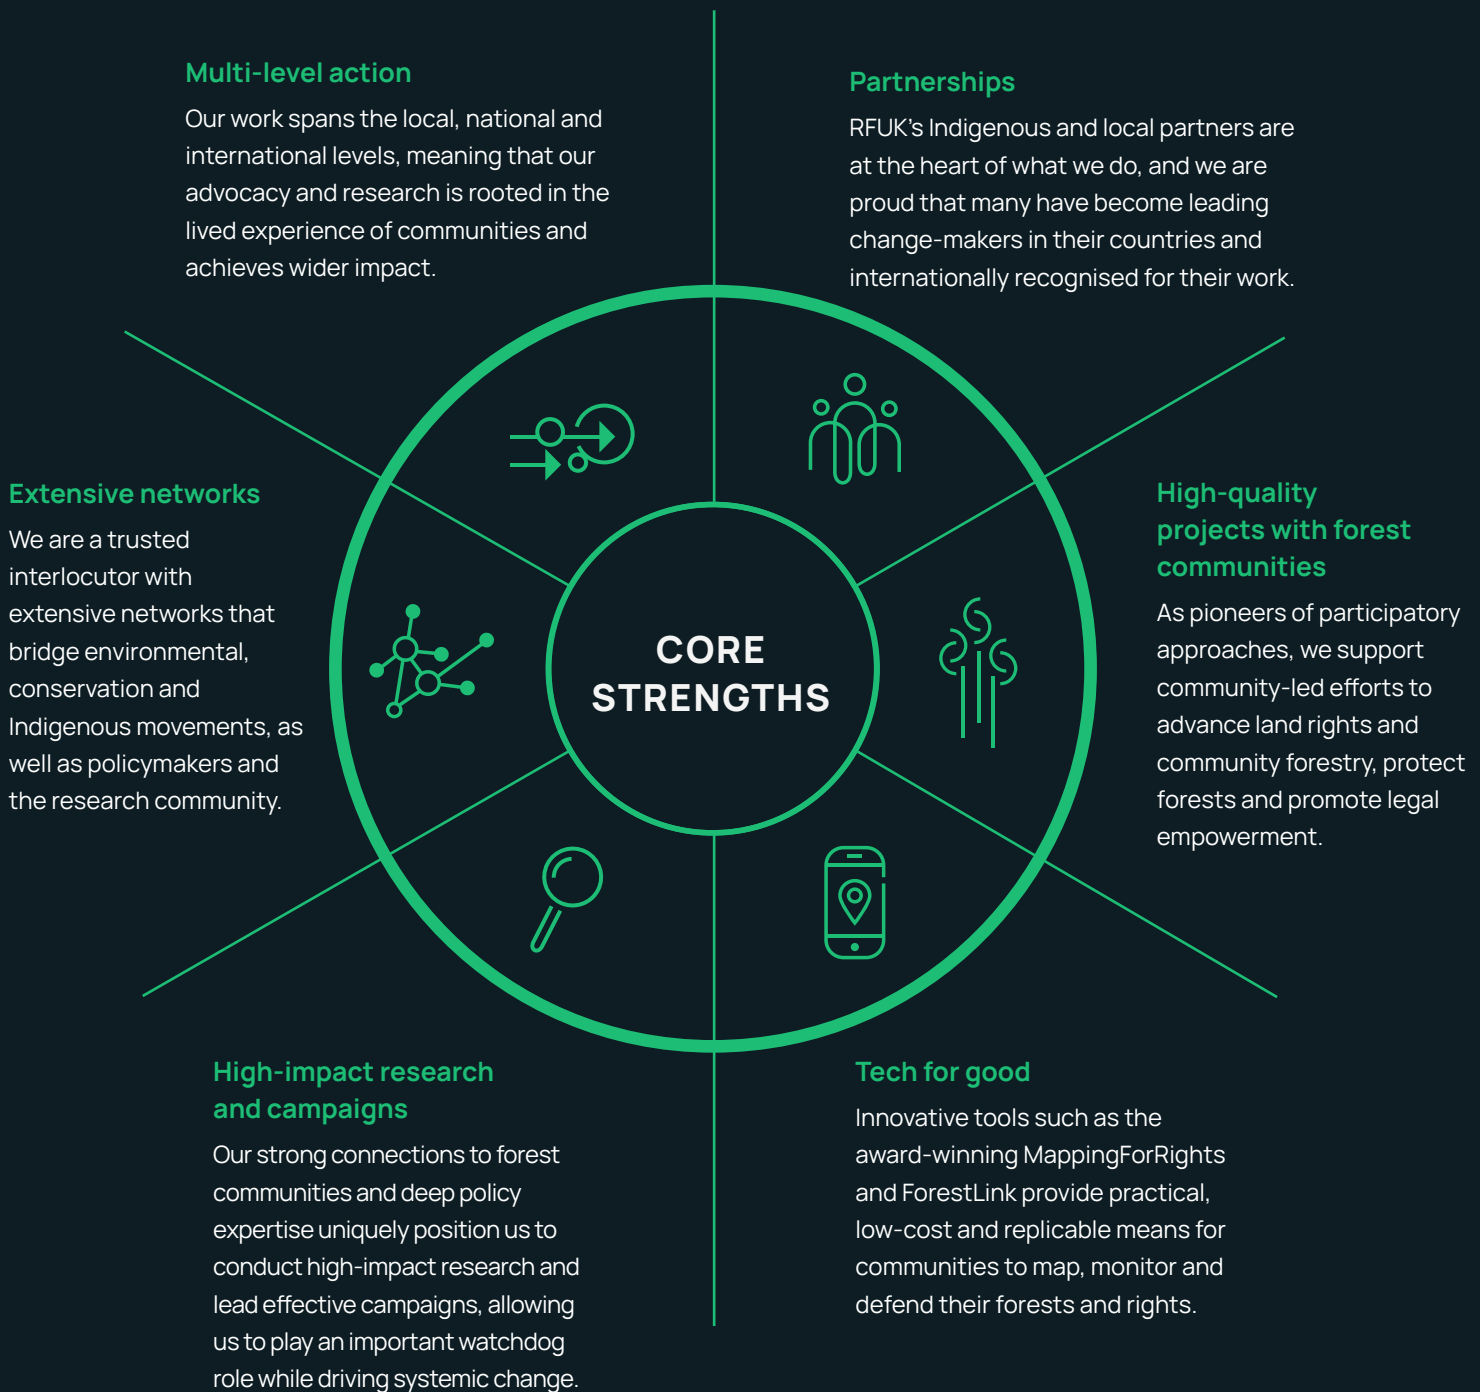 Multi-level action
Our work spans the local, national and
international levels, meaning that our
advocacy and research is rooted in the
lived experience of communities and
achieves wider impact.
Partnerships
RFUK's Indigenous and local partners are
at the heart of what we do, and we are
proud that many have become leading
change-makers in their countries and
internationally recognised for their work.
Extensive networks
We are a trusted
interlocutor with
extensive networks that
bridge environmental,
conservation and
Indigenous movements, as
well as policymakers and
the research community.
CORE
STRENGTHS
High-quality
projects with forest
communities
As pioneers of participatory
approaches, we support
community-led efforts to
advance land rights and
community forestry, protect
forests and promote legal
empowerment.
High-impact research
and campaigns
Our strong connections to forest
communities and deep policy
expertise uniquely position us to
conduct high-impact research and
lead effective campaigns, allowing
us to play an important watchdog
role while driving systemic change.
Tech for good
Innovative tools such as the
award-winning MappingForRights
and ForestLink provide practical,
low-cost and replicable means for
communities to map, monitor and
defend their forests and rights.